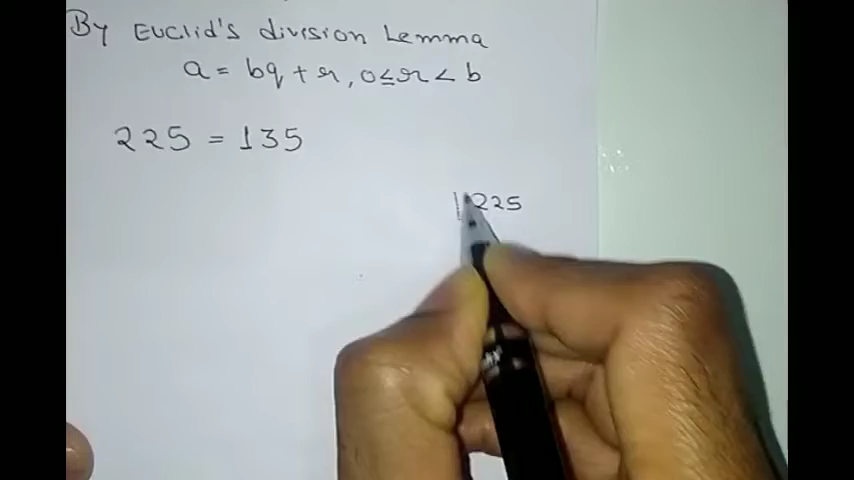 By Euclid's division Lemma
a = bq + r, 0 ≤ r < b
225 = 135
225